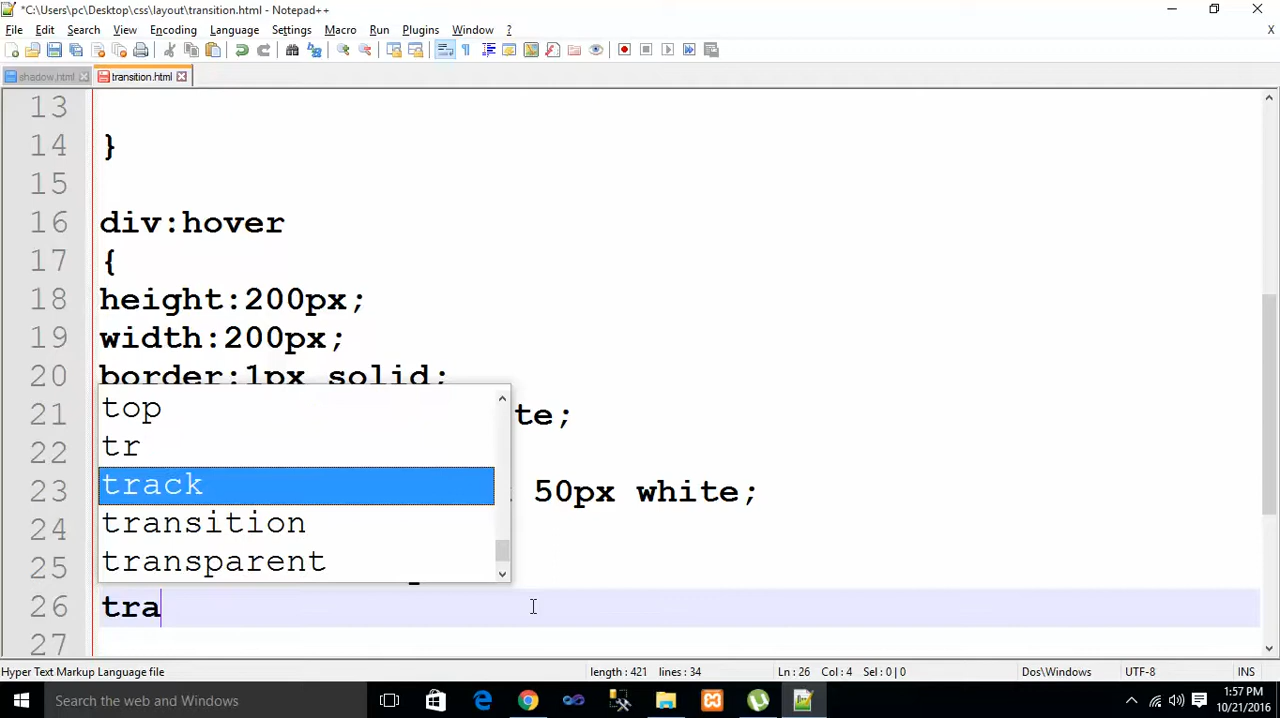 *C:\Users\pc\Desktop\css\layout\transition.html - Notepad++
File Edit Search View Encoding Language Settings Macro Run Plugins Window ? X
shadow.html transition.html
13
14 }
15
16 div:hover
17 {
18 height:200px;
19 width:200px;
20 border:1px solid;
21 te;
22
23 50px white;
24
25
26 tra
27
top
tr
track
transition
transparent
Hyper Text Markup Language file length : 421 lines : 34 Ln : 26 Col : 4 Sel : 0 | 0 Dos\Windows UTF-8 INS
Search the web and Windows
1:57 PM
10/21/2016